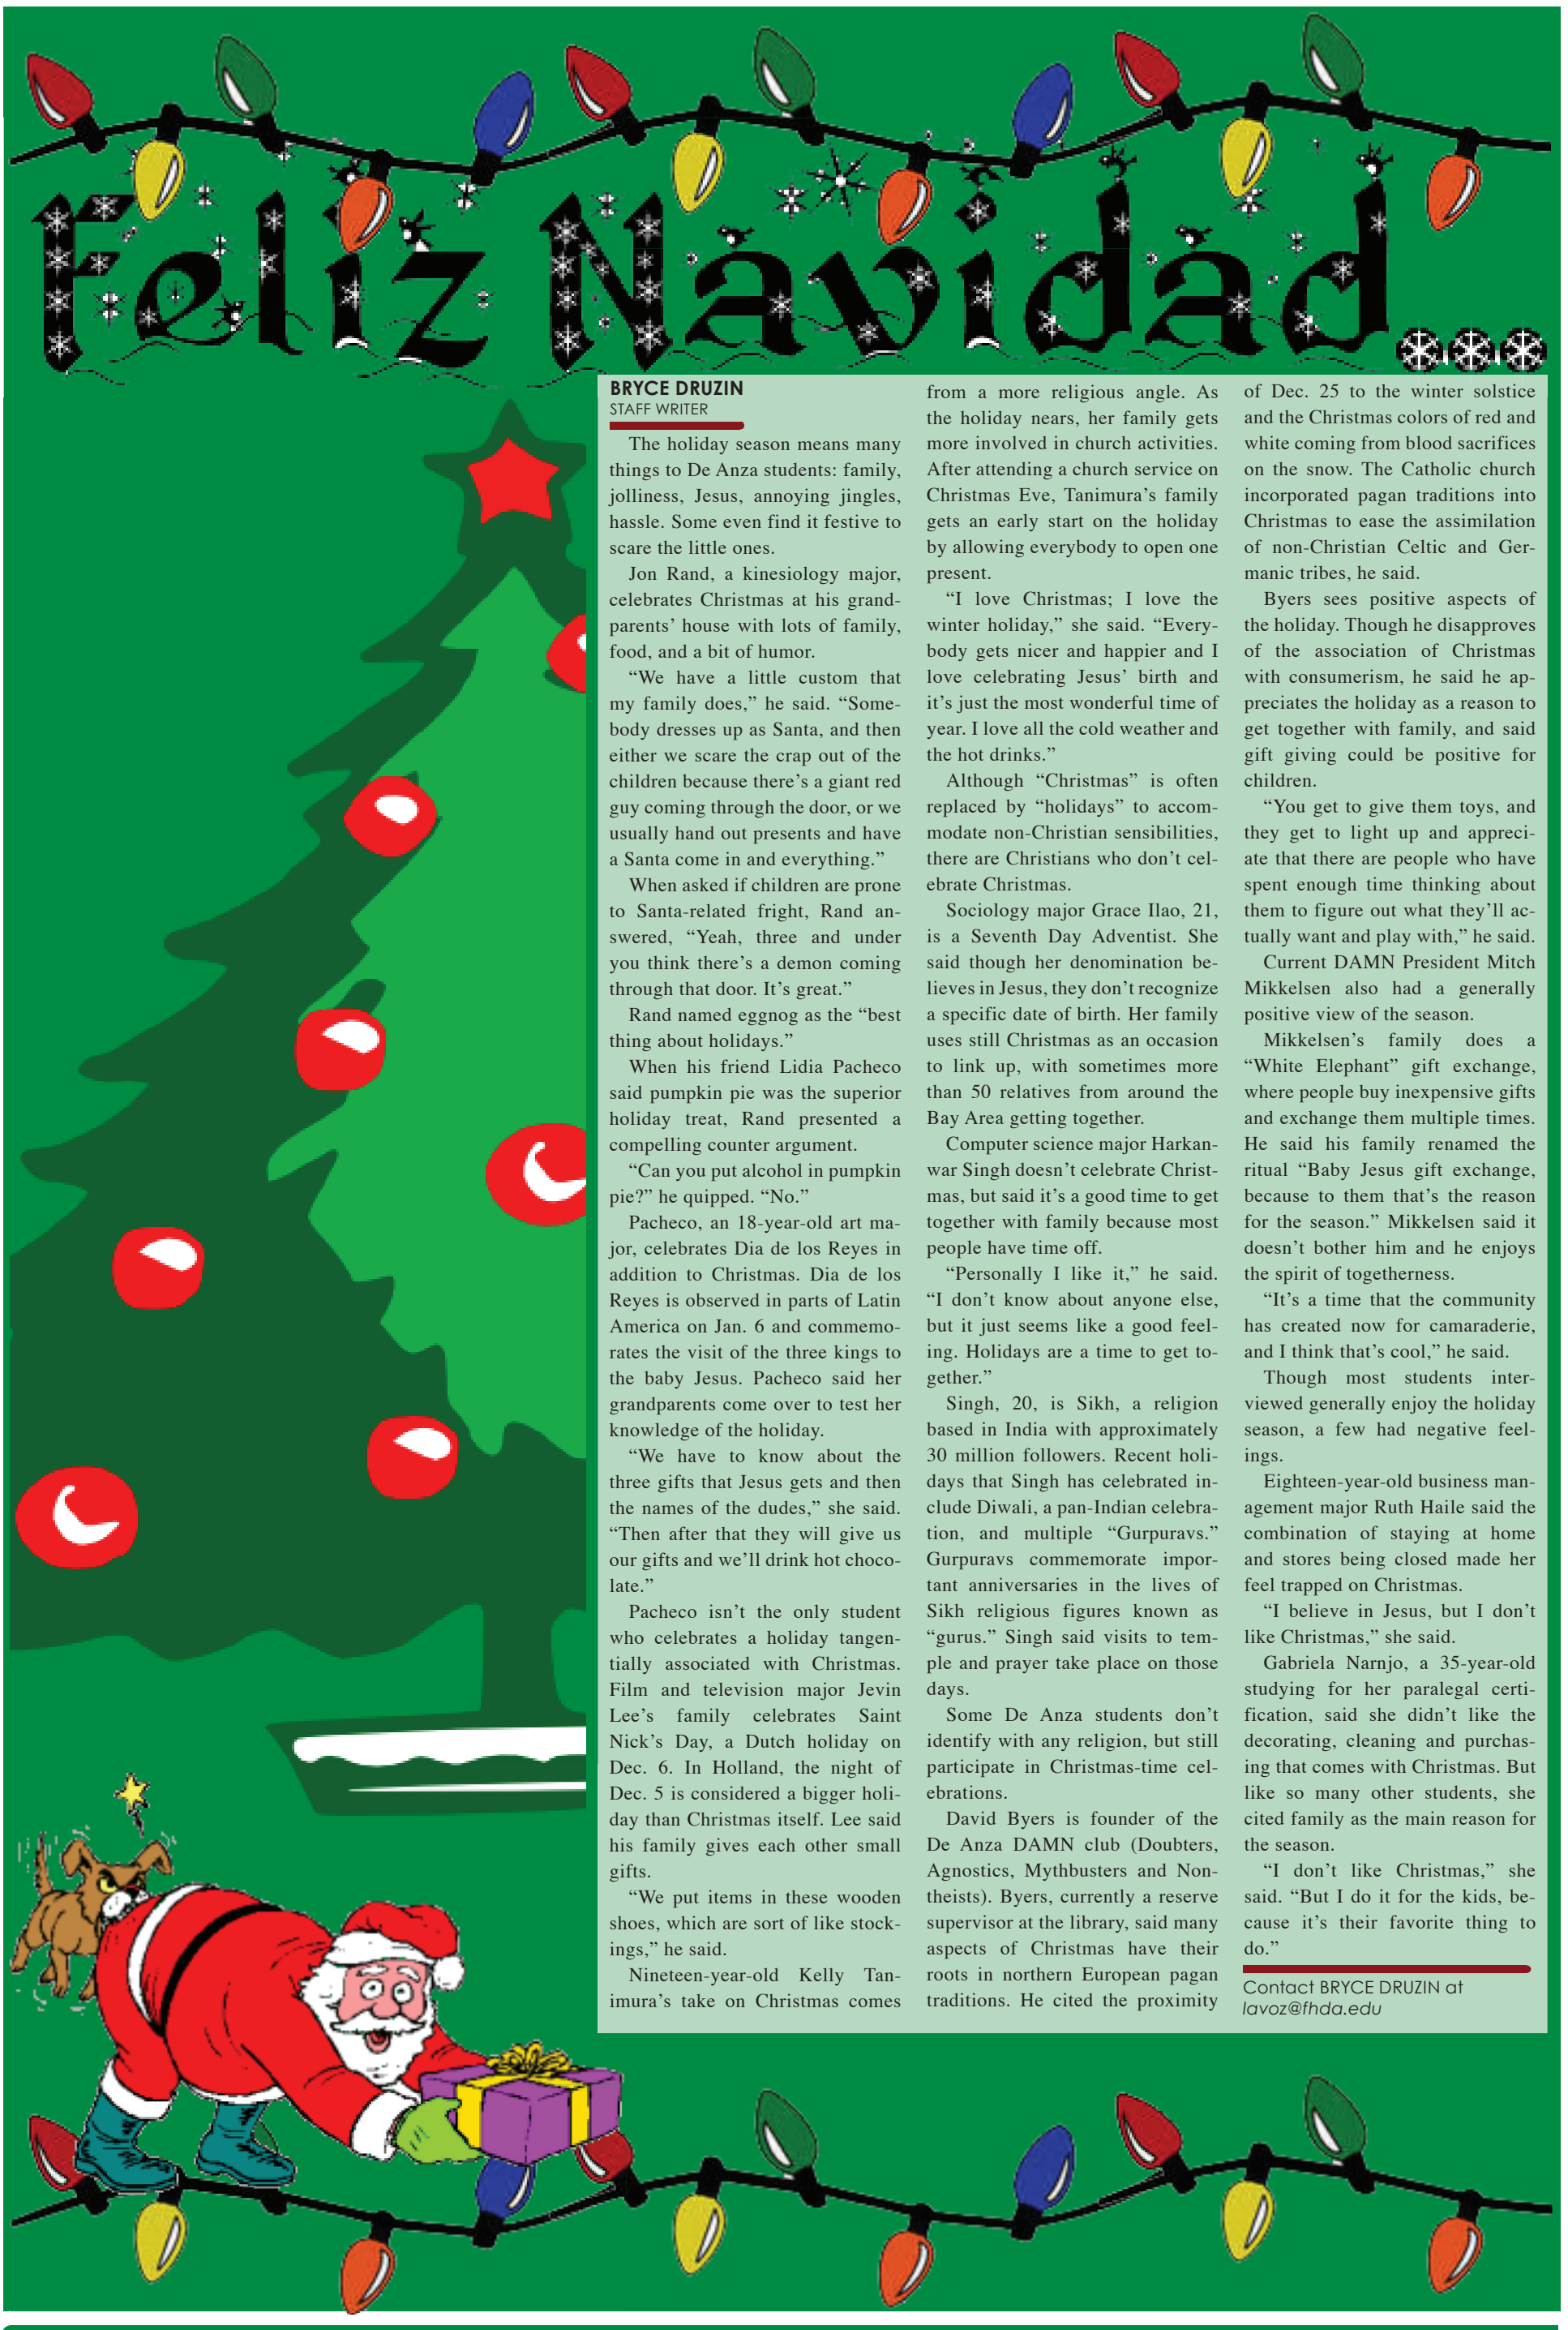 Feliz Navidad...
BRYCE DRUZIN
STAFF WRITER
The holiday season means many
things to De Anza students: family,
jolliness, Jesus, annoying jingles,
hassle. Some even find it festive to
scare the little ones.
Jon Rand, a kinesiology major,
celebrates Christmas at his grand-
parents' house with lots of family,
food, and a bit of humor.
“We have a little custom that
my family does,” he said. “Some-
body dresses up as Santa, and then
either we scare the crap out of the
children because there's a giant red
guy coming through the door, or we
usually hand out presents and have
a Santa come in and everything.”
When asked if children are prone
to Santa-related fright, Rand an-
swered, “Yeah, three and under
you think there's a demon coming
through that door. It's great.”
Rand named eggnog as the “best
thing about holidays.”
When his friend Lidia Pacheco
said pumpkin pie was the superior
holiday treat, Rand presented a
compelling counter argument.
“Can you put alcohol in pumpkin
pie?” he quipped. “No.”
Pacheco, an 18-year-old art ma-
jor, celebrates Dia de los Reyes in
addition to Christmas. Dia de los
Reyes is observed in parts of Latin
America on Jan. 6 and commemo-
rates the visit of the three kings to
the baby Jesus. Pacheco said her
grandparents come over to test her
knowledge of the holiday.
“We have to know about the
three gifts that Jesus gets and then
the names of the dudes,” she said.
“Then after that they will give us
our gifts and we'll drink hot choco-
late.”
Pacheco isn't the only student
who celebrates a holiday tangen-
tially associated with Christmas.
Film and television major Jevin
Lee's family celebrates Saint
Nick's Day, a Dutch holiday on
Dec. 6. In Holland, the night of
Dec. 5 is considered a bigger holi-
day than Christmas itself. Lee said
his family gives each other small
gifts.
“We put items in these wooden
shoes, which are sort of like stock-
ings,” he said.
Nineteen-year-old Kelly Tan-
imura's take on Christmas comes
from a more religious angle. As
the holiday nears, her family gets
more involved in church activities.
After attending a church service on
Christmas Eve, Tanimura's family
gets an early start on the holiday
by allowing everybody to open one
present.
“I love Christmas; I love the
winter holiday,” she said. “Every-
body gets nicer and happier and I
love celebrating Jesus' birth and
it's just the most wonderful time of
year. I love all the cold weather and
the hot drinks.”
Although “Christmas” is often
replaced by “holidays” to accom-
modate non-Christian sensibilities,
there are Christians who don't cel-
ebrate Christmas.
Sociology major Grace Ilao, 21,
is a Seventh Day Adventist. She
said though her denomination be-
lieves in Jesus, they don't recognize
a specific date of birth. Her family
uses still Christmas as an occasion
to link up, with sometimes more
than 50 relatives from around the
Bay Area getting together.
Computer science major Harkan-
war Singh doesn't celebrate Christ-
mas, but said it's a good time to get
together with family because most
people have time off.
“Personally I like it,” he said.
“I don't know about anyone else,
but it just seems like a good feel-
ing. Holidays are a time to get to-
gether.”
Singh, 20, is Sikh, a religion
based in India with approximately
30 million followers. Recent holi-
days that Singh has celebrated in-
clude Diwali, a pan-Indian celebra-
tion, and multiple “Gurpuravs.”
Gurpuravs commemorate impor-
tant anniversaries in the lives of
Sikh religious figures known as
“gurus.” Singh said visits to tem-
ple and prayer take place on those
days.
Some De Anza students don't
identify with any religion, but still
participate in Christmas-time cel-
ebrations.
David Byers is founder of the
De Anza DAMN club (Doubters,
Agnostics, Mythbusters and Non-
theists). Byers, currently a reserve
supervisor at the library, said many
aspects of Christmas have their
roots in northern European pagan
traditions. He cited the proximity
of Dec. 25 to the winter solstice
and the Christmas colors of red and
white coming from blood sacrifices
on the snow. The Catholic church
incorporated pagan traditions into
Christmas to ease the assimilation
of non-Christian Celtic and Ger-
manic tribes, he said.
Byers sees positive aspects of
the holiday. Though he disapproves
of the association of Christmas
with consumerism, he said he ap-
preciates the holiday as a reason to
get together with family, and said
gift giving could be positive for
children.
“You get to give them toys, and
they get to light up and appreci-
ate that there are people who have
spent enough time thinking about
them to figure out what they'll ac-
tually want and play with,” he said.
Current DAMN President Mitch
Mikkelsen also had a generally
positive view of the season.
Mikkelsen's family does a
“White Elephant” gift exchange,
where people buy inexpensive gifts
and exchange them multiple times.
He said his family renamed the
ritual “Baby Jesus gift exchange,
because to them that's the reason
for the season.” Mikkelsen said it
doesn't bother him and he enjoys
the spirit of togetherness.
“It's a time that the community
has created now for camaraderie,
and I think that's cool,” he said.
Though most students inter-
viewed generally enjoy the holiday
season, a few had negative feel-
ings.
Eighteen-year-old business man-
agement major Ruth Haile said the
combination of staying at home
and stores being closed made her
feel trapped on Christmas.
“I believe in Jesus, but I don't
like Christmas,” she said.
Gabriela Narnjo, a 35-year-old
studying for her paralegal certi-
fication, said she didn't like the
decorating, cleaning and purchas-
ing that comes with Christmas. But
like so many other students, she
cited family as the main reason for
the season.
“I don't like Christmas,” she
said. “But I do it for the kids, be-
cause it's their favorite thing to
do.”
Contact BRYCE DRUZIN at
lavoz@fhda.edu